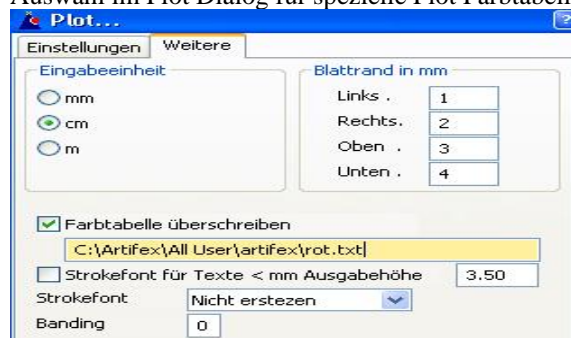 Auswahl im Plot Dialog für spezielle Plot Farbtabell
Plot...
Einstellungen Weitere
Eingabeeinheit
mm
cm
m
Blattrand in mm
Links . 1
Rechts. 2
Oben . 3
Unten . 4
Farbtabelle überschreiben
C:\Artifex\All User\artifex\rot.txt
Strokefont für Texte < mm Ausgabehöhe 3.50
Strokefont Nicht erstezen
Banding 0